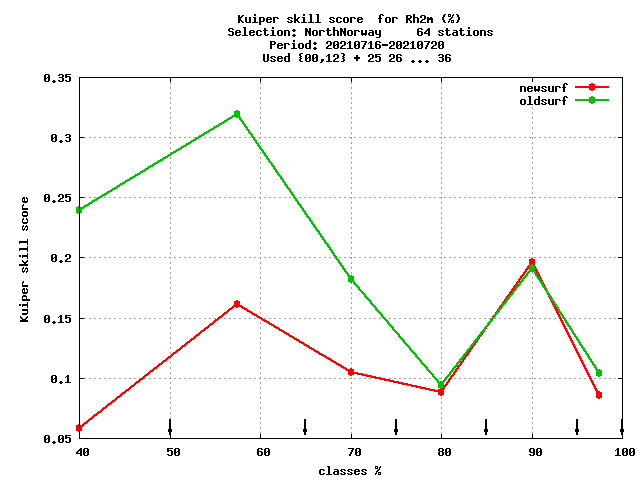 Kuiper skill score  for Rh2m (%)
Selection: NorthNorway     64 stations
Period: 20210716-20210720
Used {00,12} + 25 26 ... 36
newsurf
oldsurf
0.35
0.3
0.25
0.2
0.15
0.1
0.05
Kuiper skill score
40 50 60 70 80 90 100
classes %